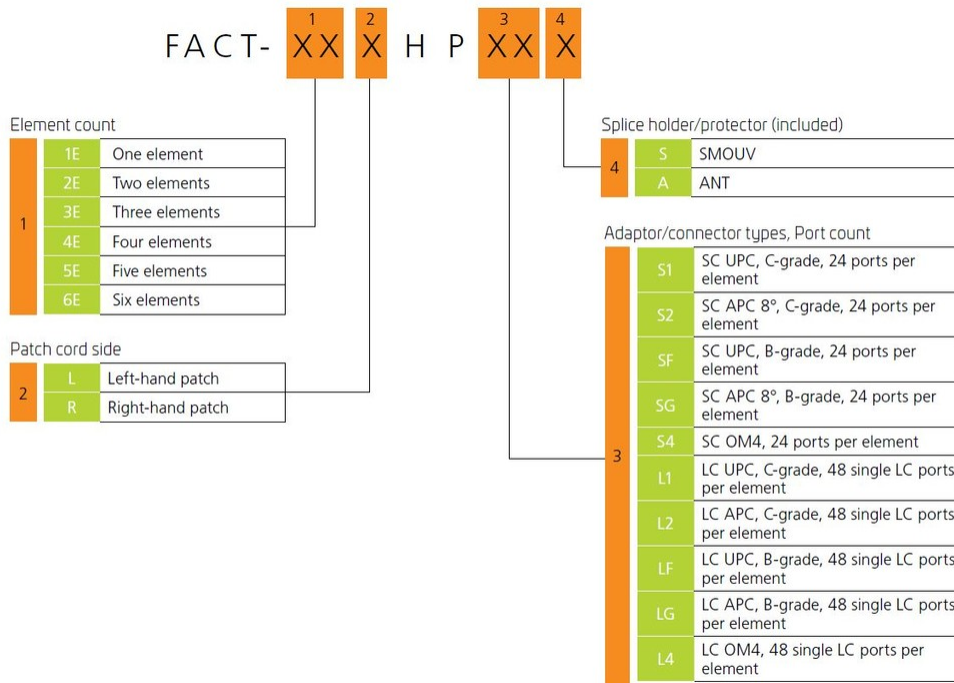 1 2 3 4
FACT- XX X H P XX X
Element count
1
1E One element
2E Two elements
3E Three elements
4E Four elements
5E Five elements
6E Six elements
Patch cord side
2
L Left-hand patch
R Right-hand patch
Splice holder/protector (included)
4
S SMOUV
A ANT
Adaptor/connector types, Port count
3
S1 SC UPC, C-grade, 24 ports per
element
S2 SC APC 8°, C-grade, 24 ports per
element
SF SC UPC, B-grade, 24 ports per
element
SG SC APC 8°, B-grade, 24 ports per
element
S4 SC OM4, 24 ports per element
L1 LC UPC, C-grade, 48 single LC ports
per element
L2 LC APC, C-grade, 48 single LC ports
per element
LF LC UPC, B-grade, 48 single LC ports
per element
LG LC APC, B-grade, 48 single LC ports
per element
L4 LC OM4, 48 single LC ports per
element